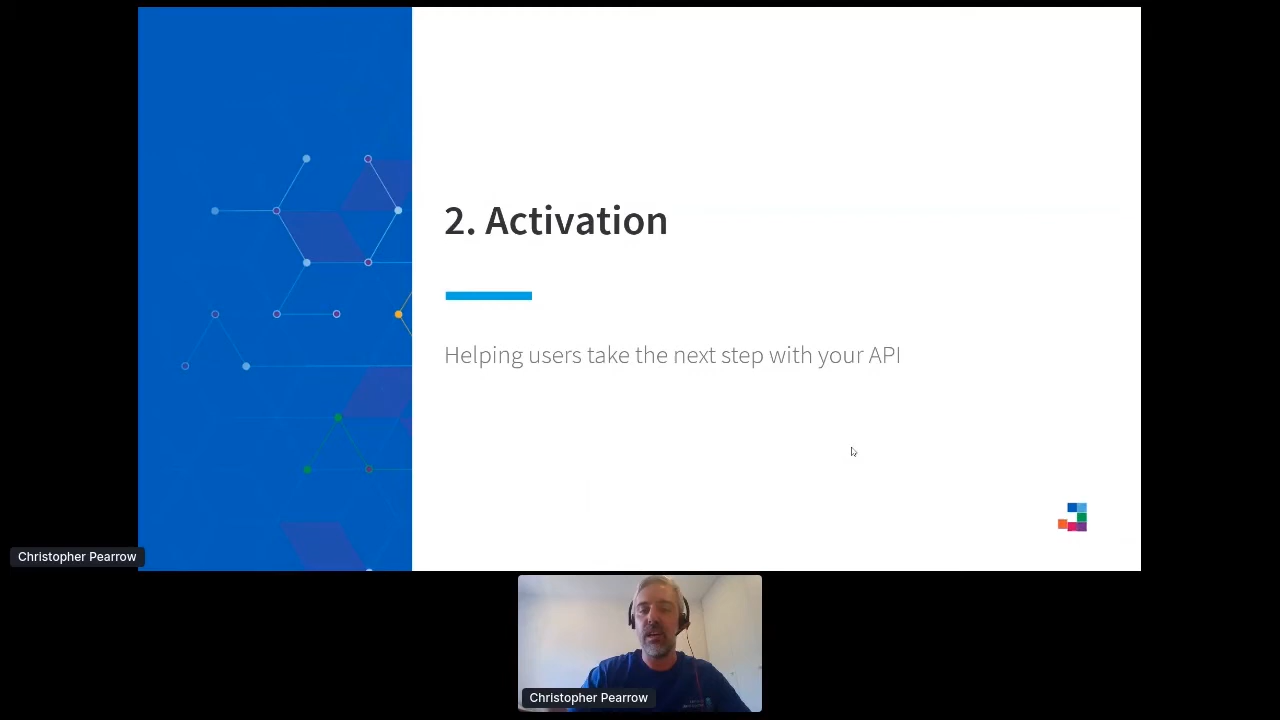 2. Activation
Helping users take the next step with your API
Christopher Pearrow
Christopher Pearrow